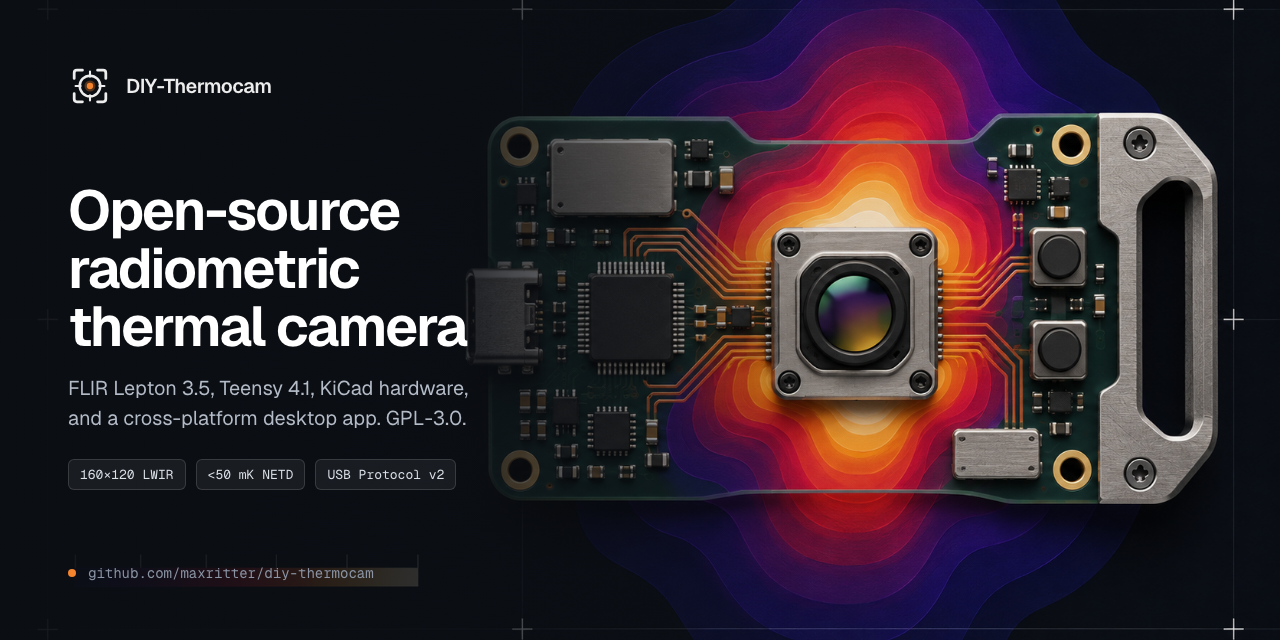 DIY-Thermocam
Open-source
radiometric
thermal camera
FLIR Lepton 3.5, Teensy 4.1, KiCad hardware,
and a cross-platform desktop app. GPL-3.0.
160×120 LWIR
<50 mK NETD
USB Protocol v2
github.com/maxritter/diy-thermocam